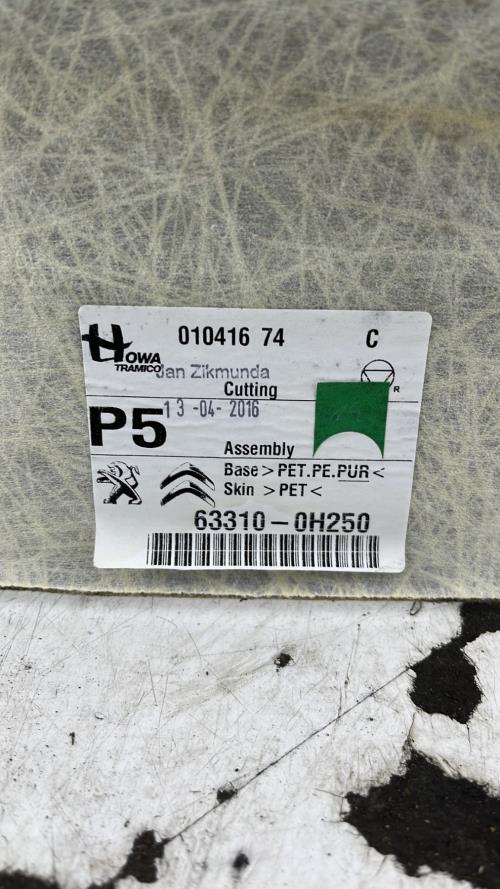 HOWA
TRAMICO
010416 74 C
Jan Zikmunda
Cutting
R
P5
13 -04- 2016
Assembly
Base > PET.PE.PUR <
Skin > PET <
63310 - 0H250